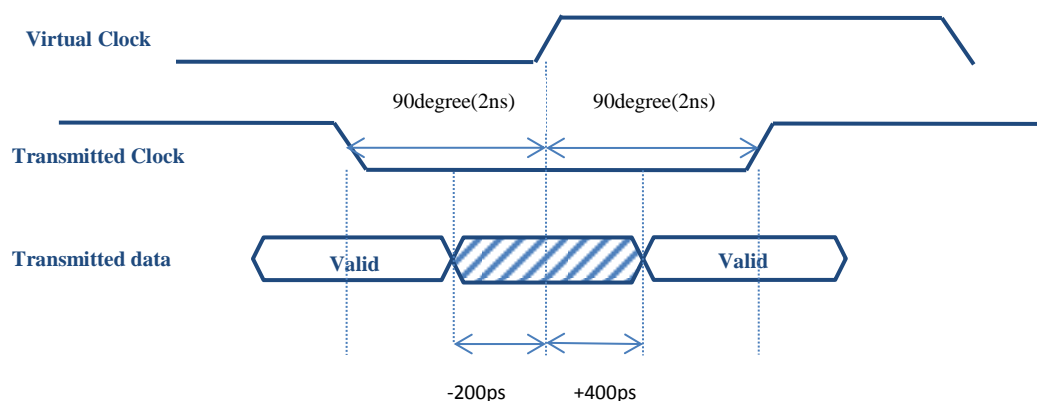 Virtual Clock
90degree(2ns) 90degree(2ns)
Transmitted Clock
Transmitted data
Valid Valid
-200ps +400ps